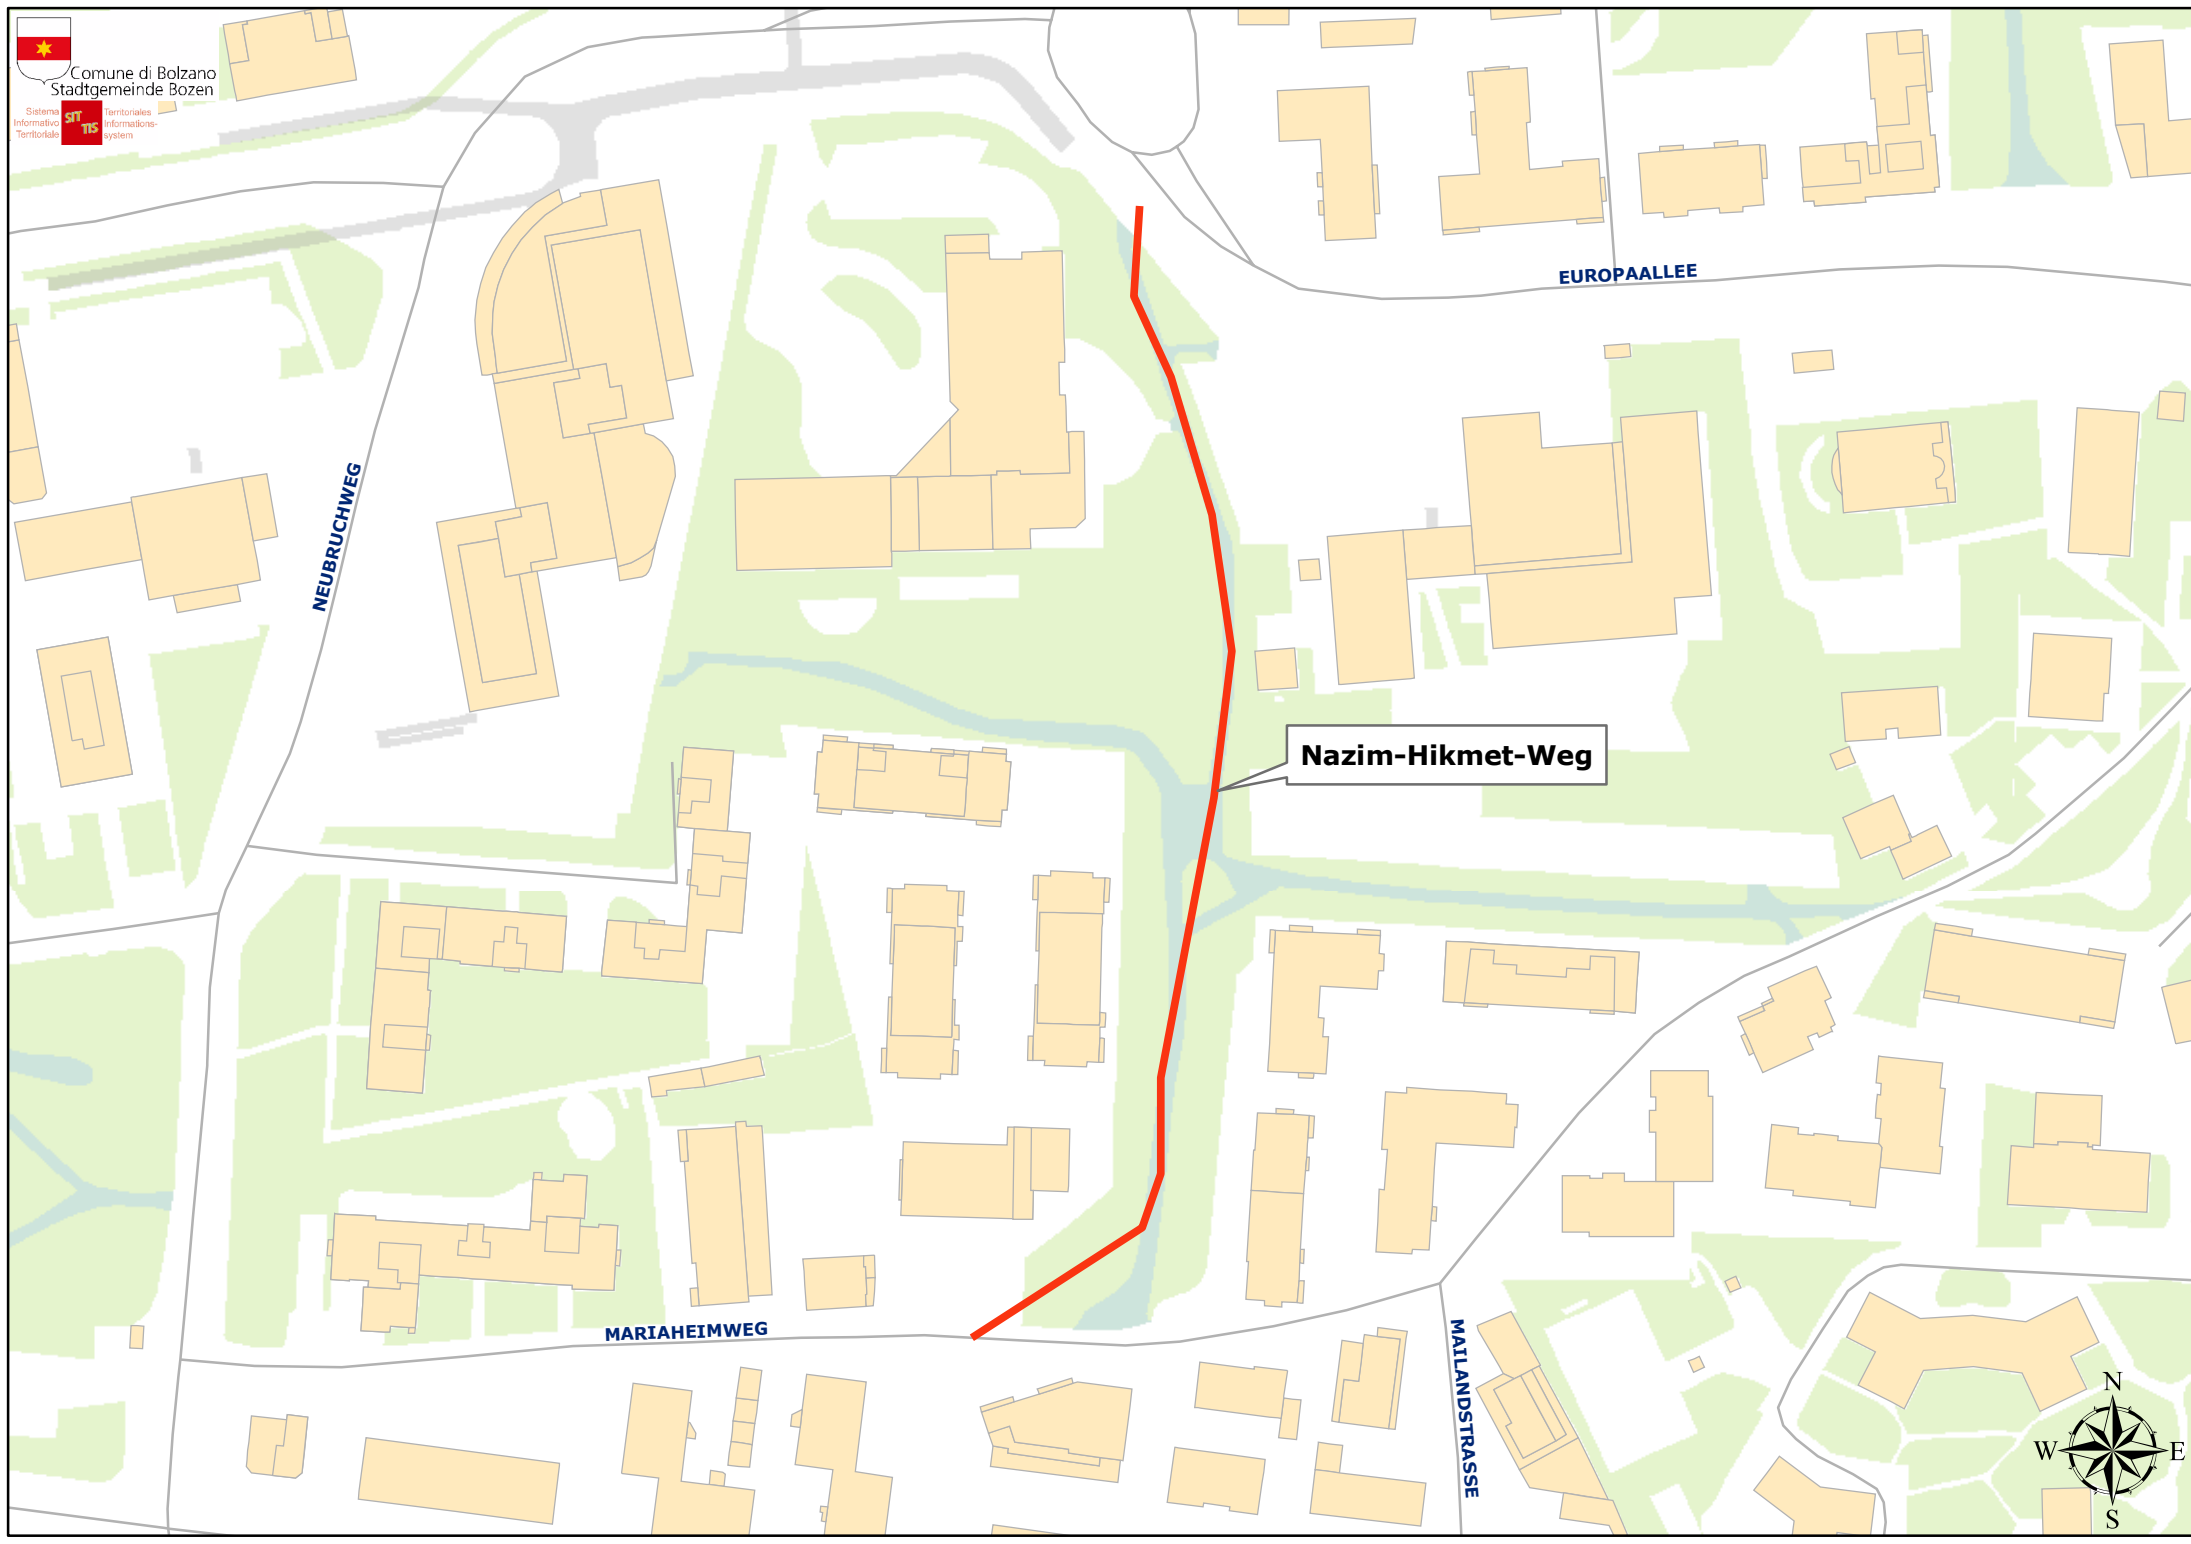 Comune di Bolzano
Stadtgemeinde Bozen
Sistema
Informativo
Territoriale
SIT
TIS
Territoriales
Informations-
system
EUROPAALLEE
NEUBRUCHWEG
Nazim-Hikmet-Weg
MARIAHEIMWEG
MAILANDSTRASSE
N
W
E
S